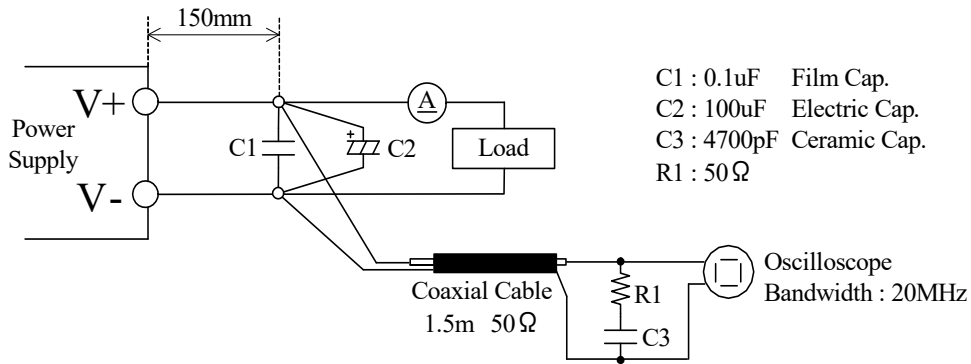 150mm
V+
Power
Supply
V-
C1
+
C2
A
Load
C1 : 0.1uF Film Cap.
C2 : 100uF Electric Cap.
C3 : 4700pF Ceramic Cap.
R1 : 50Ω
Coaxial Cable
1.5m 50Ω
R1
C3
Oscilloscope
Bandwidth : 20MHz